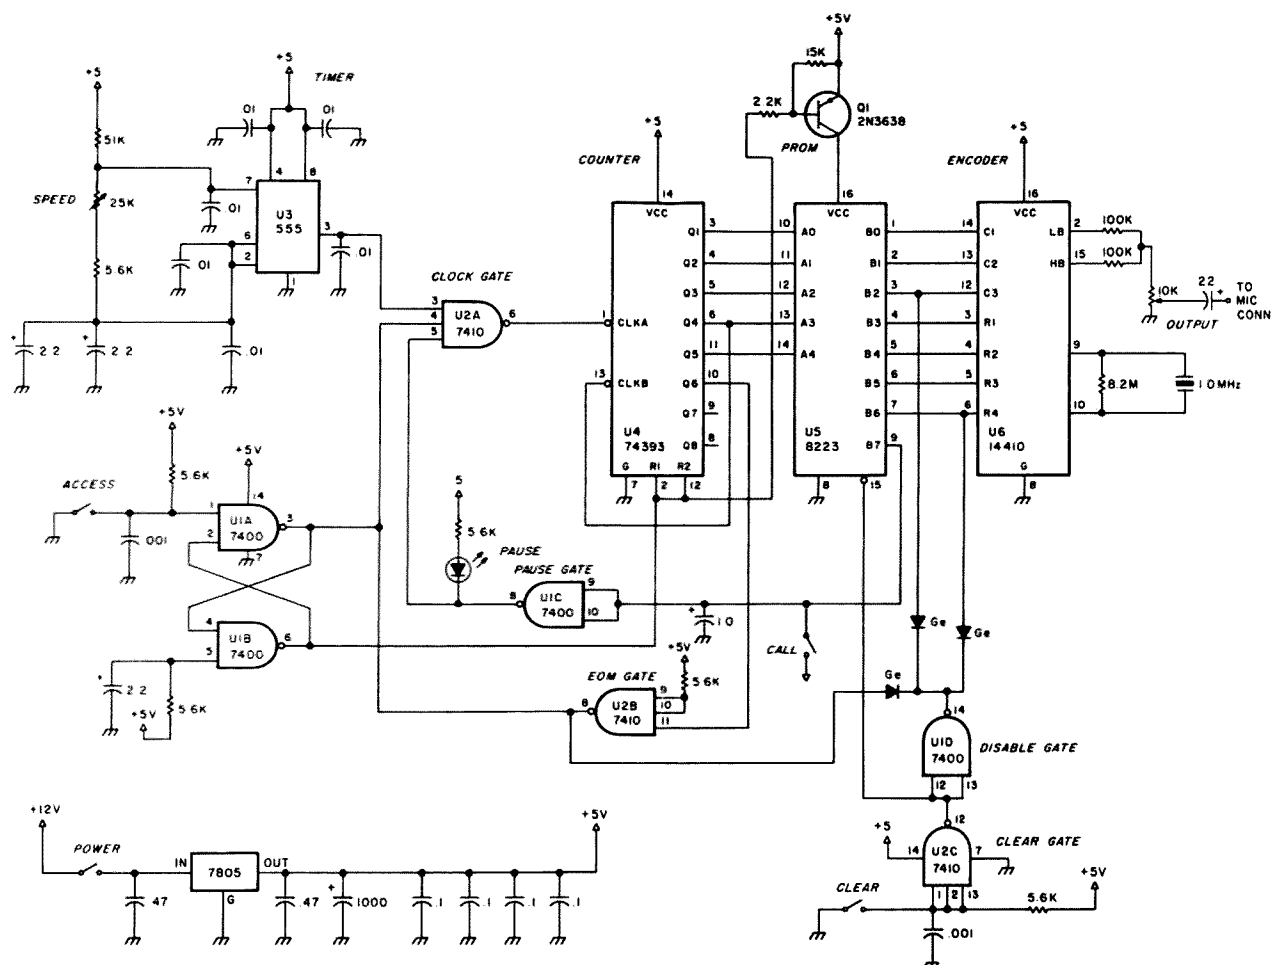 +5V
15K
+5
TIMER
+5
.01
.01
2.2K
Q1
2N3638
+5
PROM
+5
51K
COUNTER
ENCODER
4
8
7
14
16
16
SPEED
25K
.01
U3
555
VCC
VCC
VCC
3
Q1
3
10
A0
B0
1
14
C1
LB
2
100K
6
.01
.01
Q2
4
11
A1
B1
2
13
C2
HB
15
100K
5.6K
2
1
CLOCK GATE
Q3
5
12
A2
B2
3
12
C3
10K
22
+
TO
MIC
CONN
OUTPUT
3
4
5
U2A
7410
6
1
CLKA
Q4
6
13
A3
B3
4
3
R1
+
2.2
+
2.2
.01
Q5
11
14
A4
B4
5
4
R2
9
13
CLKB
Q6
10
B5
6
5
R3
8.2M
1.0MHz
Q7
9
B6
7
6
R4
10
+5V
U4
74393
Q8
8
U5
8223
B7
9
U6
14410
+5V
G
R1
R2
G
ACCESS
5.6K
14
7
2
12
8
15
8
1
U1A
7400
3
5
.001
2
7
5.6K
PAUSE
PAUSE GATE
8
U1C
7400
9
10
+
1.0
Ge
Ge
4
U1B
7400
6
5
CALL
+5V
EOM GATE
5.6K
+
2.2
5.6K
+5V
8
U2B
7410
9
10
11
Ge
14
U1D
7400
DISABLE GATE
12
13
+12V
+5V
12
+5
CLEAR GATE
POWER
IN
7805
OUT
14
U2C
7410
7
G
.47
.47
+
1000
.1
.1
.1
.1
CLEAR
1
2
13
5.6K
+5V
.001